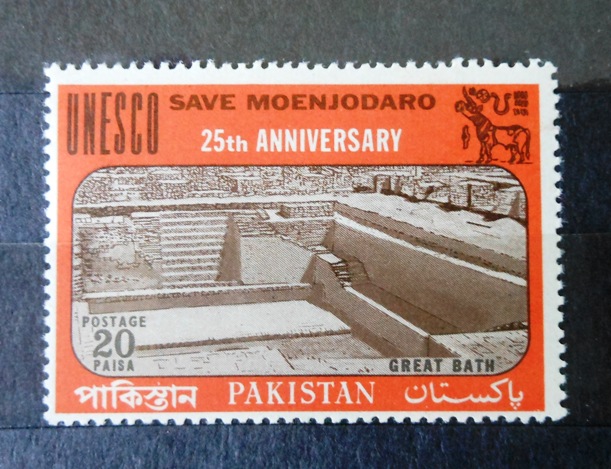 UNESCO SAVE MOENJODARO
25th ANNIVERSARY
POSTAGE
20
PAISA
GREAT BATH
পাকিস্তান PAKISTAN پاکستان